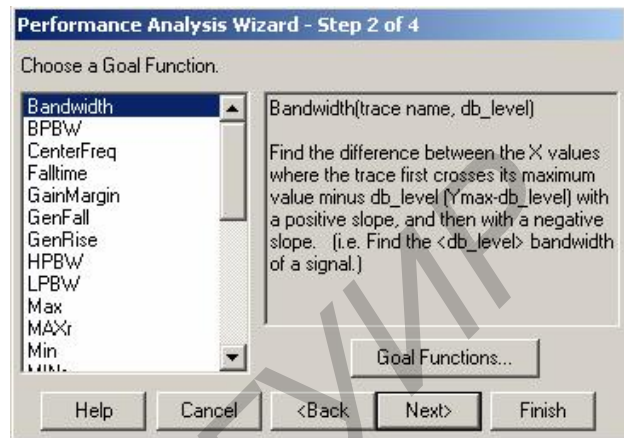 Performance Analysis Wizard - Step 2 of 4
Choose a Goal Function.
Bandwidth
BPBW
CenterFreq
Falltime
GainMargin
GenFall
GenRise
HPBW
LPBW
Max
MAXr
Min
Bandwidth(trace name, db_level)
Find the difference between the X values
where the trace first crosses its maximum
value minus db_level (Ymax-db_level) with
a positive slope, and then with a negative
slope. (i.e. Find the <db_level> bandwidth
of a signal.)
Goal Functions...
Help
Cancel
<Back
Next>
Finish